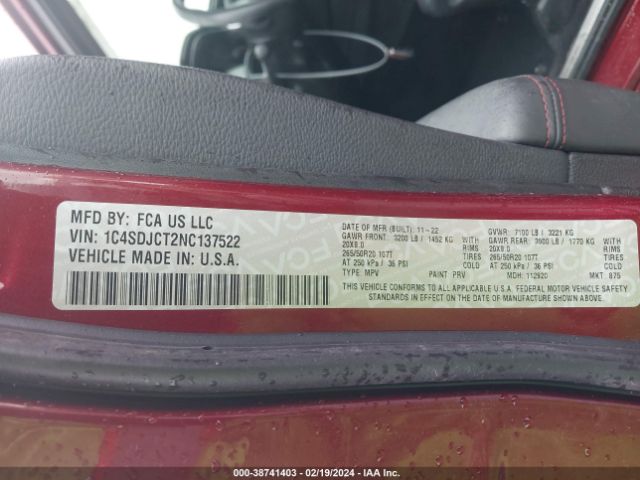 MFD BY: FCA US LLC
VIN: 1C4SDJCT2NC137522
VEHICLE MADE IN: U.S.A.
DATE OF MFR (BUILT): 11-22 GVWR: 7100 LB / 3221 KG
GAWR FRONT: 3200 LB / 1452 KG WITH GAWR REAR: 3900 LB / 1770 KG WITH
20X8.0 RIMS 20X8.0 RIMS
265/50R20 107T TIRES 265/50R20 107T TIRES
AT 250 kPa / 36 PSI COLD AT 250 kPa / 36 PSI COLD
TYPE: MPV PAINT: PRV MDH: 112920 MKT: 875
THIS VEHICLE CONFORMS TO ALL APPLICABLE U.S.A. FEDERAL MOTOR VEHICLE SAFETY
STANDARDS IN EFFECT ON THE DATE OF MANUFACTURE SHOWN ABOVE.
000-38741403 - 02/19/2024 - IAA Inc.